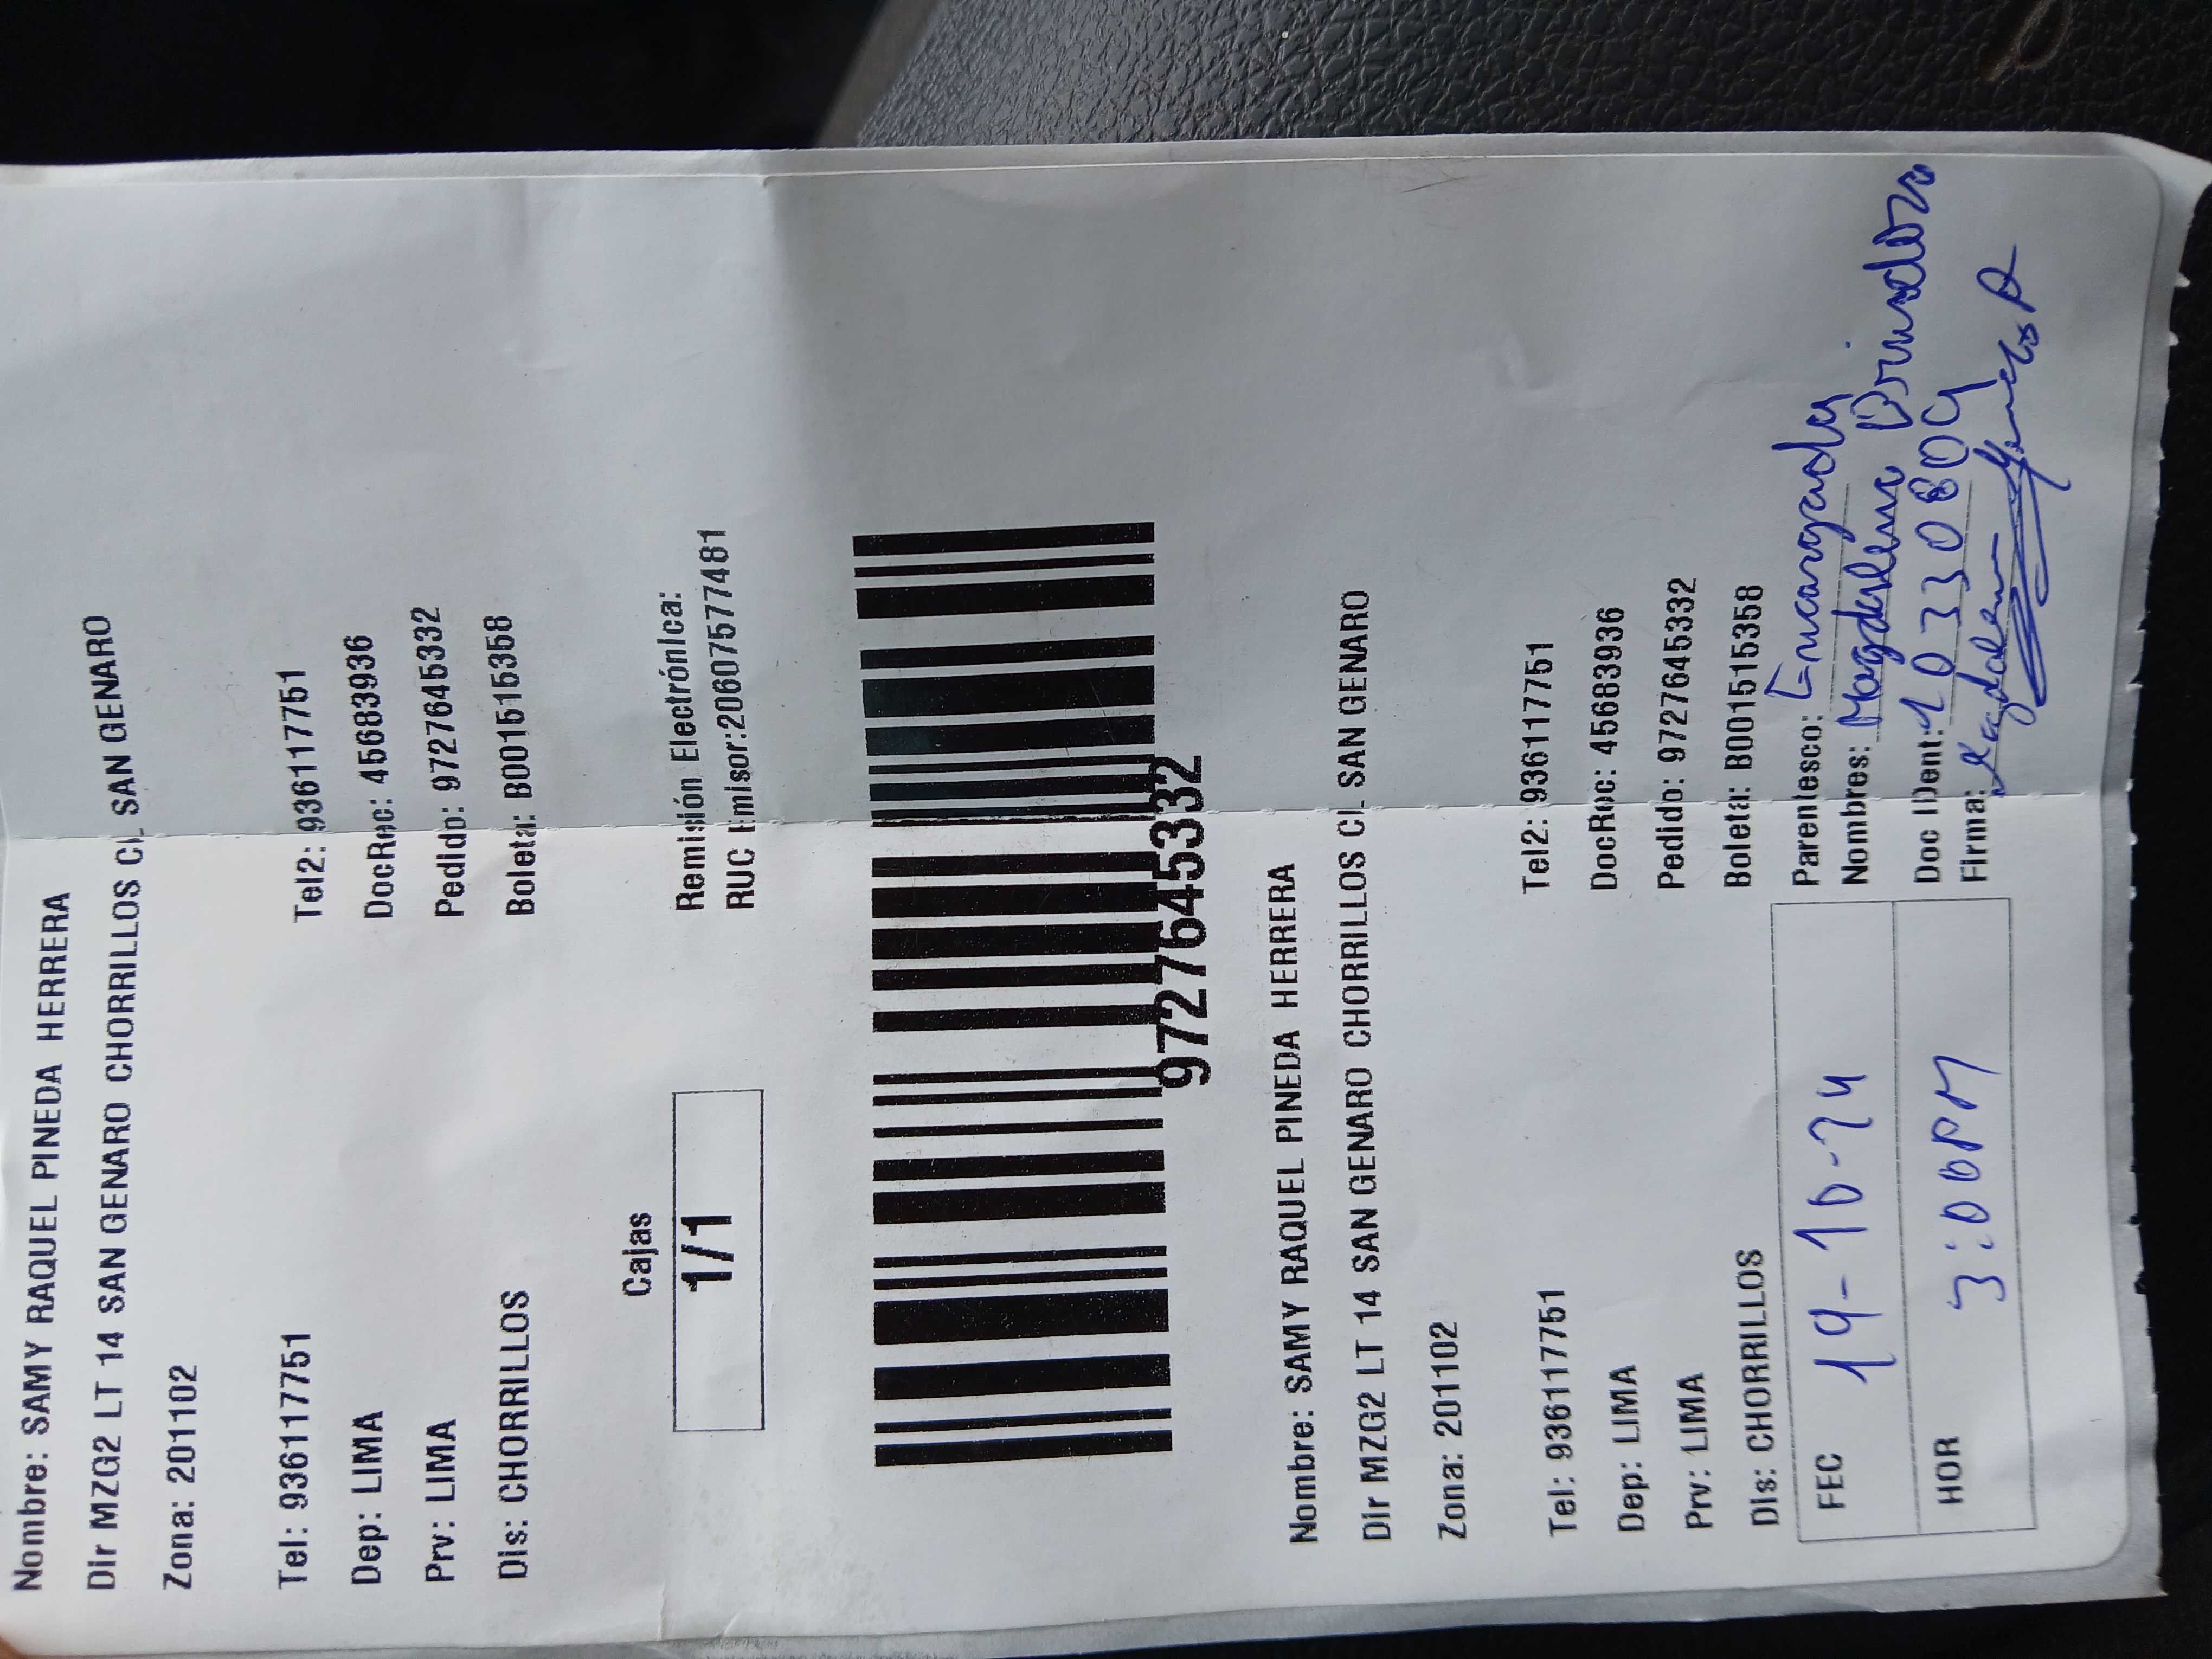 Nombre: SAMY RAQUEL PINEDA HERRERA
Dir MZG2 LT 14 SAN GENARO CHORRILLOS CL SAN GENARO
Zona: 201102
Tel: 936117751 Tel2: 936117751
Dep: LIMA DocRec: 45683936
Prv: LIMA Pedido: 9727645332
Dis: CHORRILLOS Boleta: B001515358
Cajas Remisión Electrónica:
1/1 RUC Emisor:20607577481
9727645332
Nombre: SAMY RAQUEL PINEDA HERRERA
Dir MZG2 LT 14 SAN GENARO CHORRILLOS CL SAN GENARO
Zona: 201102
Tel: 936117751 Tel2: 936117751
Dep: LIMA DocRec: 45683936
Prv: LIMA Pedido: 9727645332
Dis: CHORRILLOS Boleta: B001515358
FEC 19-10-24 Parentesco: Encargada
Nombres: Magdalena
Doc IDent: 10330809
HOR 3:00PM Firma: Magdalena